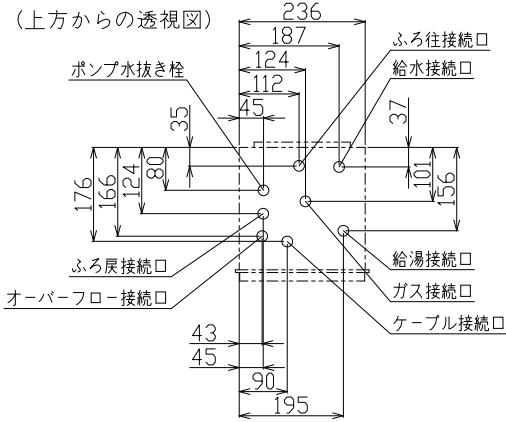 (上方からの透視図)
236
187
124
112
45
ふろ往接続口
給水接続口
ポンプ水抜き栓
35
37
80
124
166
176
101
156
ふろ戻接続口
オーバーフロー接続口
給湯接続口
ガス接続口
ケーブル接続口
43
45
90
195